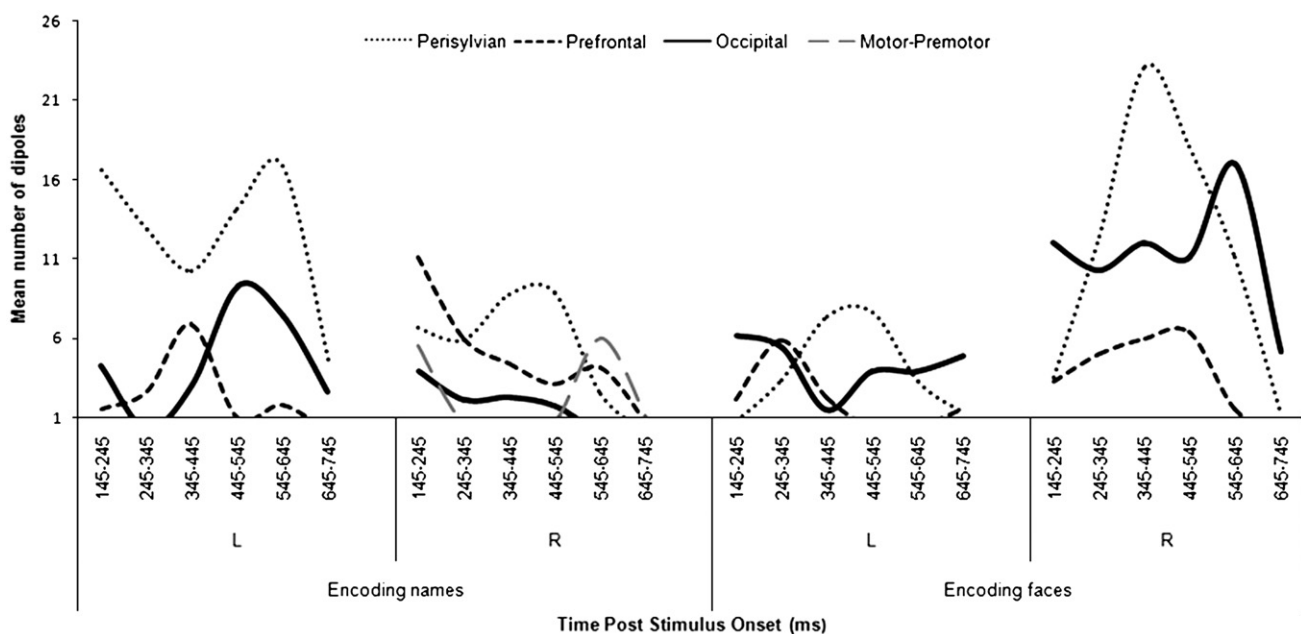 26
Perisylvian Prefrontal Occipital Motor-Premotor
21
16
11
6
1
Mean number of dipoles
145-245 245-345 345-445 445-545 545-645 645-745 145-245 245-345 345-445 445-545 545-645 645-745 145-245 245-345 345-445 445-545 545-645 645-745 145-245 245-345 345-445 445-545 545-645 645-745
L R L R
Encoding names Encoding faces
Time Post Stimulus Onset (ms)